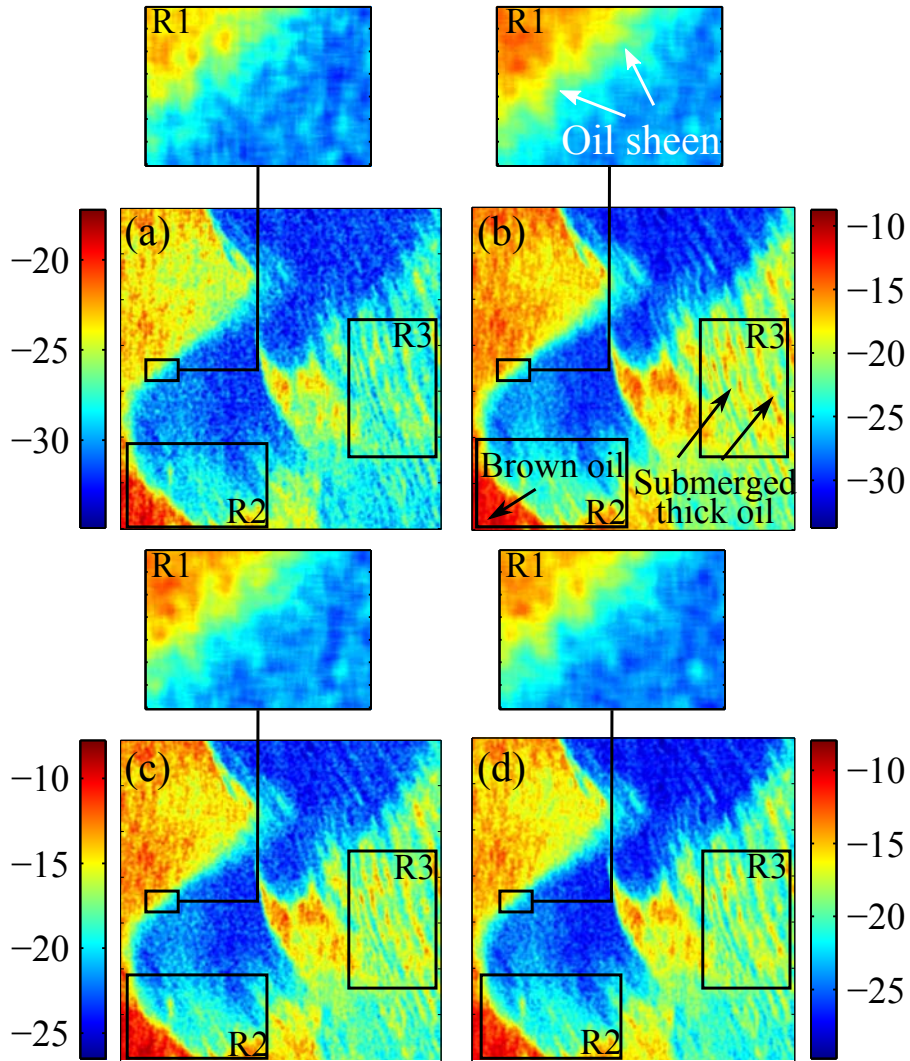 R1
R1
Oil sheen
(a)
(b)
−20
−25
−30
−10
−15
−20
−25
−30
R3
R3
R2
Brown oil
R2
Submerged
thick oil
R1
R1
(c)
(d)
−10
−15
−20
−25
−10
−15
−20
−25
R3
R3
R2
R2